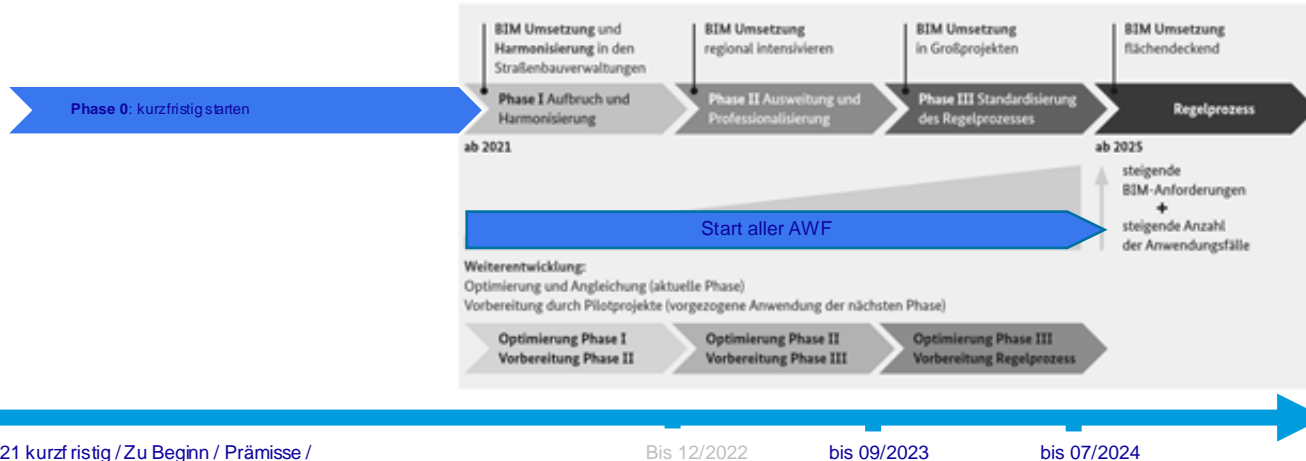 BIM Umsetzung und
Harmonisierung in den
Straßenbauverwaltungen
BIM Umsetzung
regional intensivieren
BIM Umsetzung
in Großprojekten
BIM Umsetzung
flächendeckend
Phase 0: kurzfristig starten
Phase I Aufbruch und
Harmonisierung
Phase II Ausweitung und
Professionalisierung
Phase III Standardisierung
des Regelprozesses
Regelprozess
ab 2021
ab 2025
steigende
BIM-Anforderungen
+
steigende Anzahl
der Anwendungsfälle
Start aller AWF
Weiterentwicklung:
Optimierung und Angleichung (aktuelle Phase)
Vorbereitung durch Pilotprojekte (vorgezogene Anwendung der nächsten Phase)
Optimierung Phase I
Vorbereitung Phase II
Optimierung Phase II
Vorbereitung Phase III
Optimierung Phase III
Vorbereitung Regelprozess
21 kurzfristig / Zu Beginn / Prämisse /
Bis 12/2022
bis 09/2023
bis 07/2024